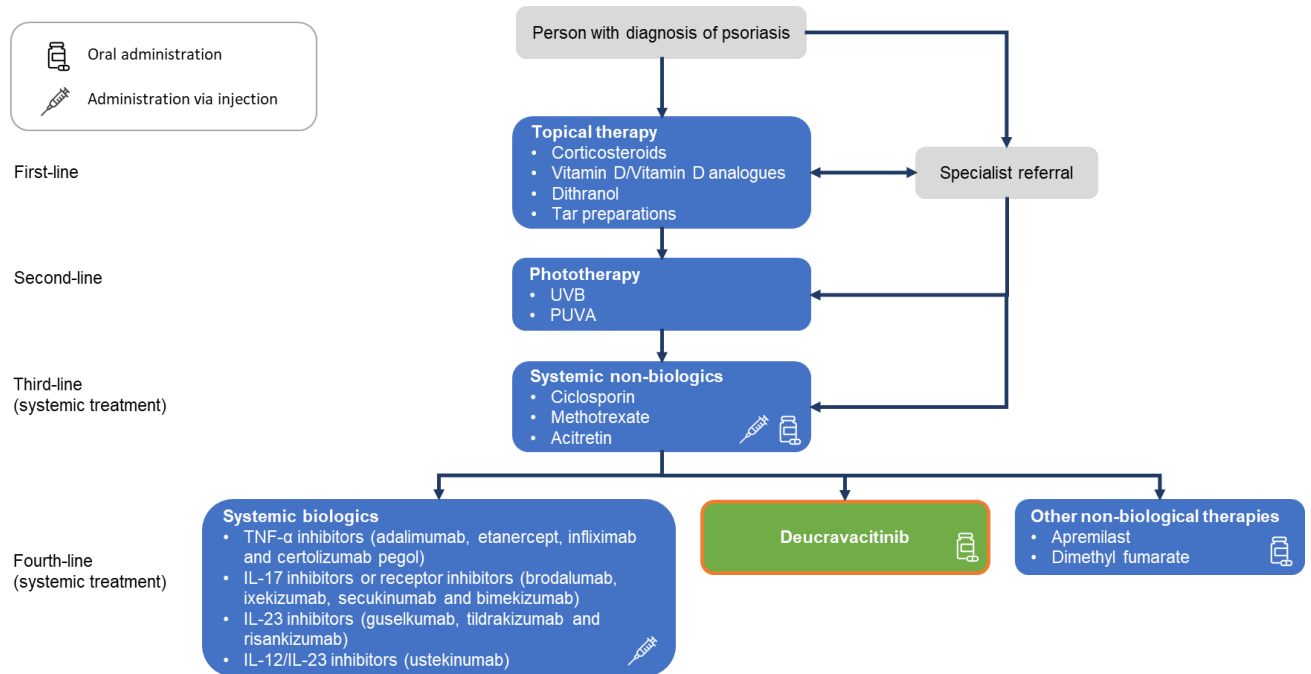 Oral administration
Administration via injection
Person with diagnosis of psoriasis
First-line
Topical therapy
• Corticosteroids
• Vitamin D/Vitamin D analogues
• Dithranol
• Tar preparations
Specialist referral
Second-line
Phototherapy
• UVB
• PUVA
Third-line
(systemic treatment)
Systemic non-biologics
• Ciclosporin
• Methotrexate
• Acitretin
Fourth-line
(systemic treatment)
Systemic biologics
• TNF-α inhibitors (adalimumab, etanercept, infliximab
and certolizumab pegol)
• IL-17 inhibitors or receptor inhibitors (brodalumab,
ixekizumab, secukinumab and bimekizumab)
• IL-23 inhibitors (guselkumab, tildrakizumab and
risankizumab)
• IL-12/IL-23 inhibitors (ustekinumab)
Deucravacitinib
Other non-biological therapies
• Apremilast
• Dimethyl fumarate